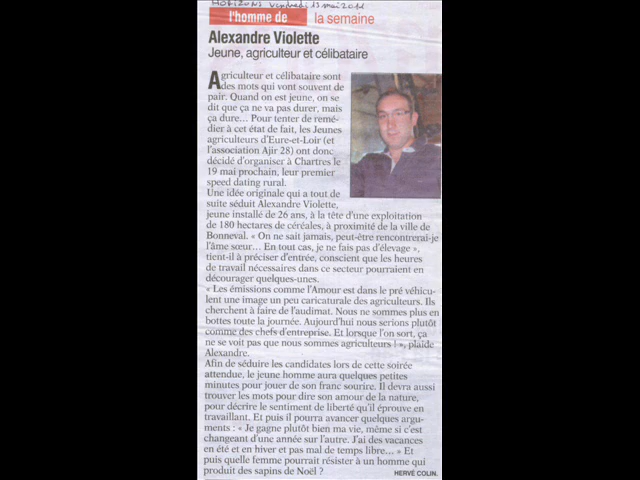 HORIZONS Vendredi 13 mai 2011
l'homme de la semaine
Alexandre Violette
Jeune, agriculteur et célibataire
Agriculteur et célibataire sont
des mots qui vont souvent de
pair. Quand on est jeune, on se
dit que ça ne va pas durer, mais
ça dure... Pour tenter de remé-
dier à cet état de fait, les Jeunes
agriculteurs d'Eure-et-Loir (et
l'association Ajir 28) ont donc
décidé d'organiser à Chartres le
19 mai prochain, leur premier
speed dating rural.
Une idée originale qui a tout de
suite séduit Alexandre Violette,
jeune installé de 26 ans, à la tête d'une exploitation
de 180 hectares de céréales, à proximité de la ville de
Bonneval. « On ne sait jamais, peut-être rencontrerai-je
l'âme sœur... En tout cas, je ne fais pas d'élevage »,
tient-il à préciser d'entrée, conscient que les heures
de travail nécessaires dans ce secteur pourraient en
décourager quelques-unes.
« Les émissions comme l'Amour est dans le pré véhicu-
lent une image un peu caricaturale des agriculteurs. Ils
cherchent à faire de l'audimat. Nous ne sommes plus en
bottes toute la journée. Aujourd'hui nous serions plutôt
comme des chefs d'entreprise. Et lorsque l'on sort, ça
ne se voit pas que nous sommes agriculteurs ! », plaide
Alexandre.
Afin de séduire les candidates lors de cette soirée
attendue, le jeune homme aura quelques petites
minutes pour jouer de son franc sourire. Il devra aussi
trouver les mots pour dire son amour de la nature,
pour décrire le sentiment de liberté qu'il éprouve en
travaillant. Et puis il pourra avancer quelques argu-
ments : « Je gagne plutôt bien ma vie, même si c'est
changeant d'une année sur l'autre. J'ai des vacances
en été et en hiver et pas mal de temps libre... » Et
puis quelle femme pourrait résister à un homme qui
produit des sapins de Noël ?
HERVÉ COLIN.